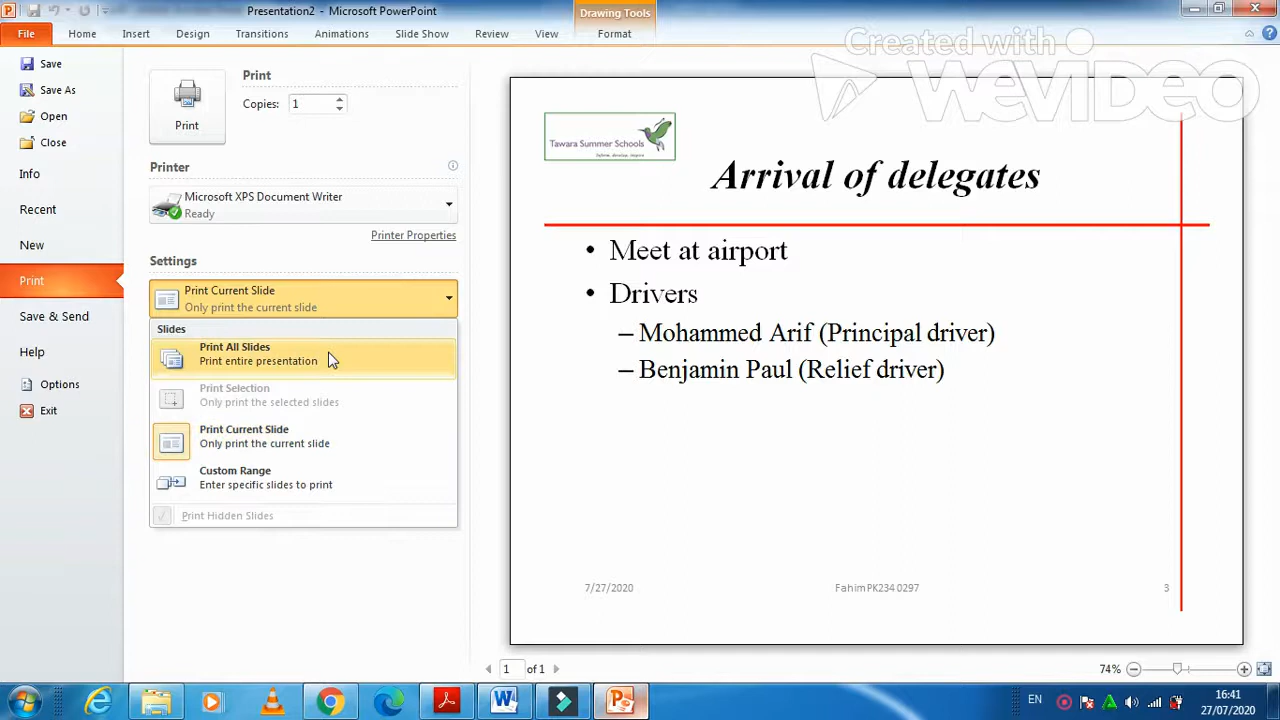 Presentation2 - Microsoft PowerPoint
Drawing Tools
File Home Insert Design Transitions Animations Slide Show Review View Format
Created with
WEVIDEO
Save
Save As
Open
Close
Info
Recent
New
Print
Save & Send
Help
Options
Exit
Print
Print
Copies: 1
Printer
Microsoft XPS Document Writer
Ready
Printer Properties
Settings
Print Current Slide
Only print the current slide
Slides
Print All Slides
Print entire presentation
Print Selection
Only print the selected slides
Print Current Slide
Only print the current slide
Custom Range
Enter specific slides to print
Print Hidden Slides
Tawara Summer Schools
Arrival of delegates
• Meet at airport
• Drivers
– Mohammed Arif (Principal driver)
– Benjamin Paul (Relief driver)
7/27/2020 FahimPK234 0297 3
1 of 1
74%
EN
16:41
27/07/2020